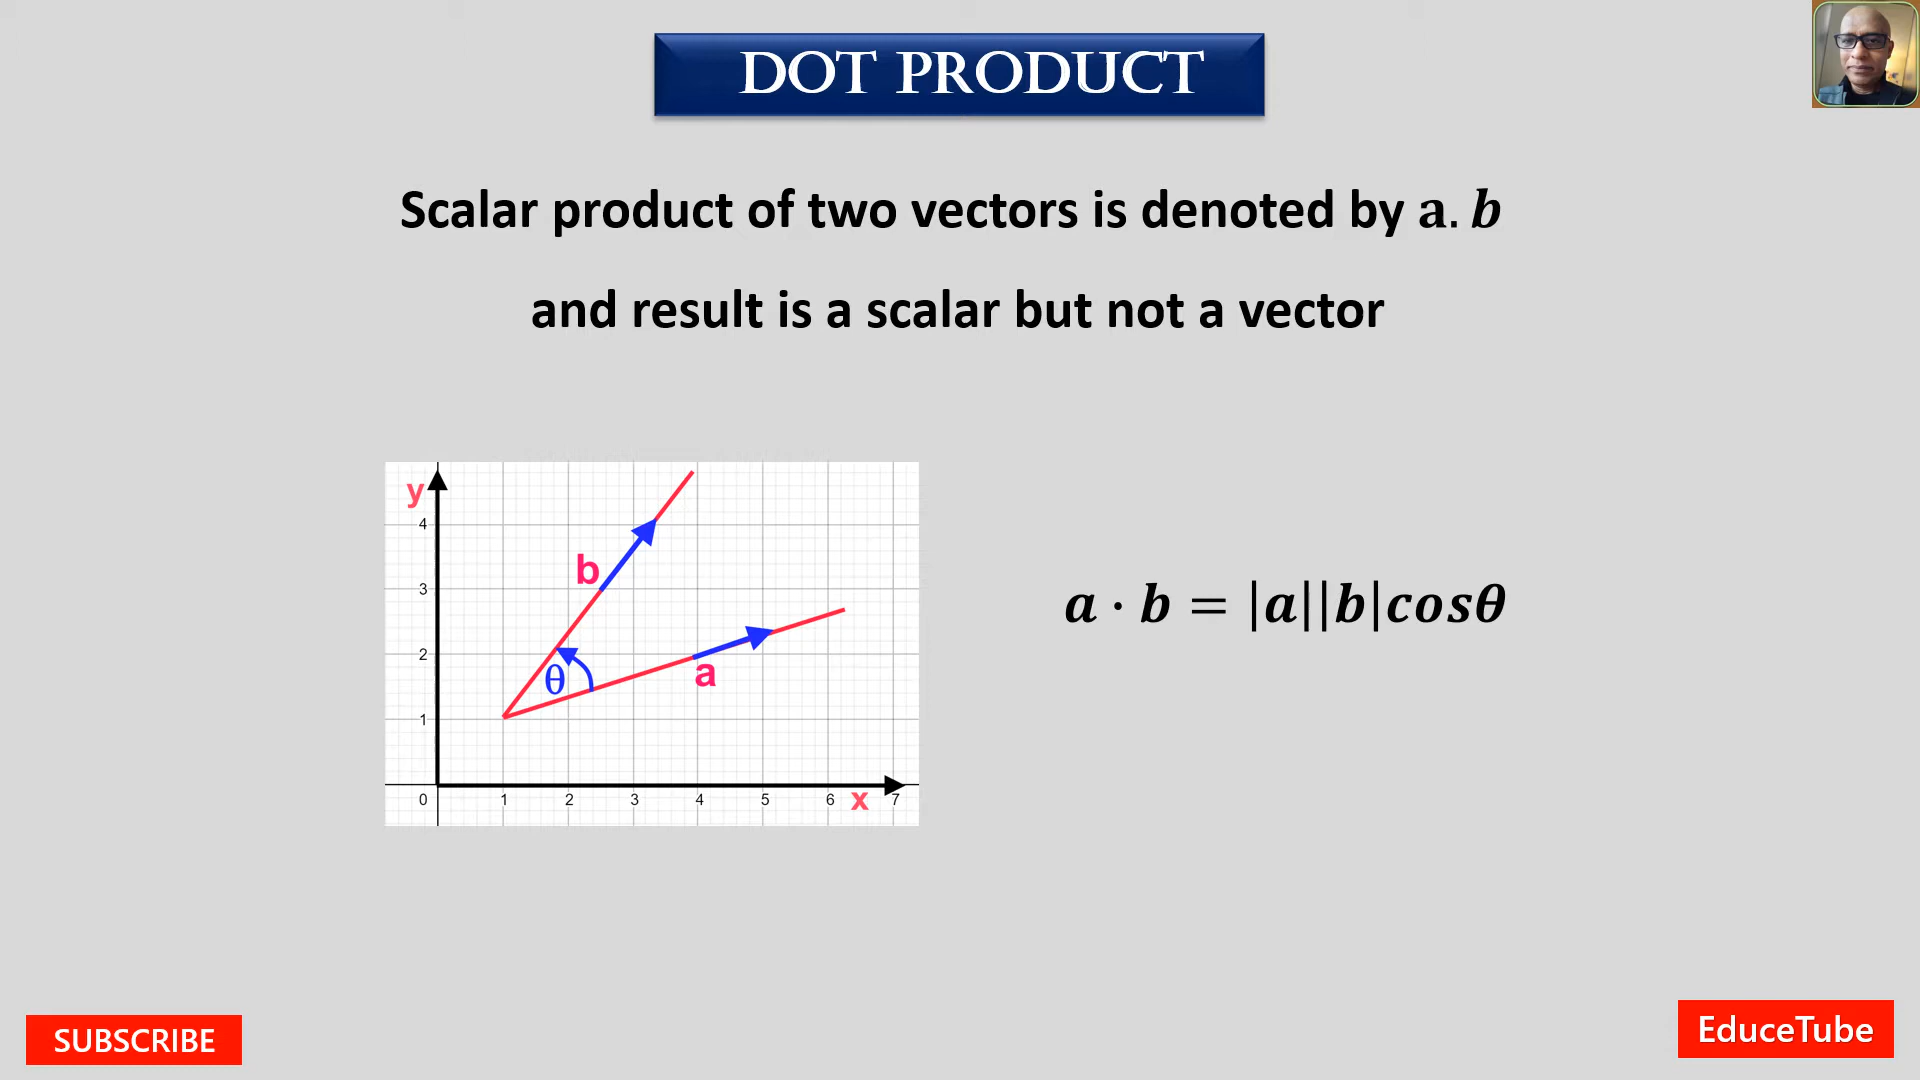 DOT PRODUCT
Scalar product of two vectors is denoted by a. b
and result is a scalar but not a vector
y
4
3
2
1
0
b
θ
a
1 2 3 4 5 6 x 7
a · b = |a||b|cosθ
SUBSCRIBE
EduceTube